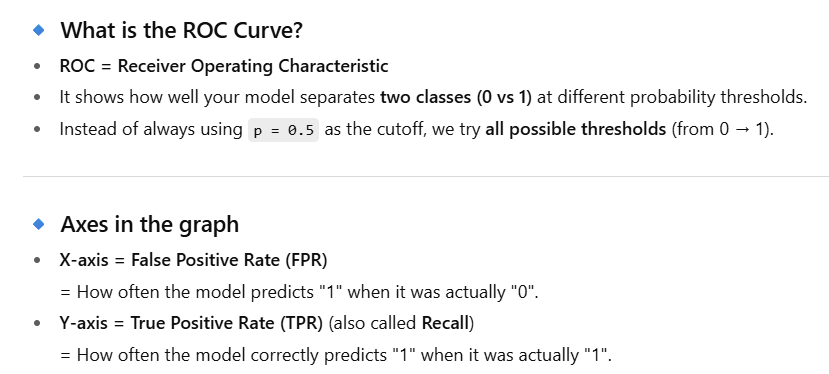 What is the ROC Curve?
ROC = Receiver Operating Characteristic
It shows how well your model separates two classes (0 vs 1) at different probability thresholds.
Instead of always using p = 0.5 as the cutoff, we try all possible thresholds (from 0 → 1).
Axes in the graph
X-axis = False Positive Rate (FPR)
= How often the model predicts "1" when it was actually "0".
Y-axis = True Positive Rate (TPR) (also called Recall)
= How often the model correctly predicts "1" when it was actually "1".